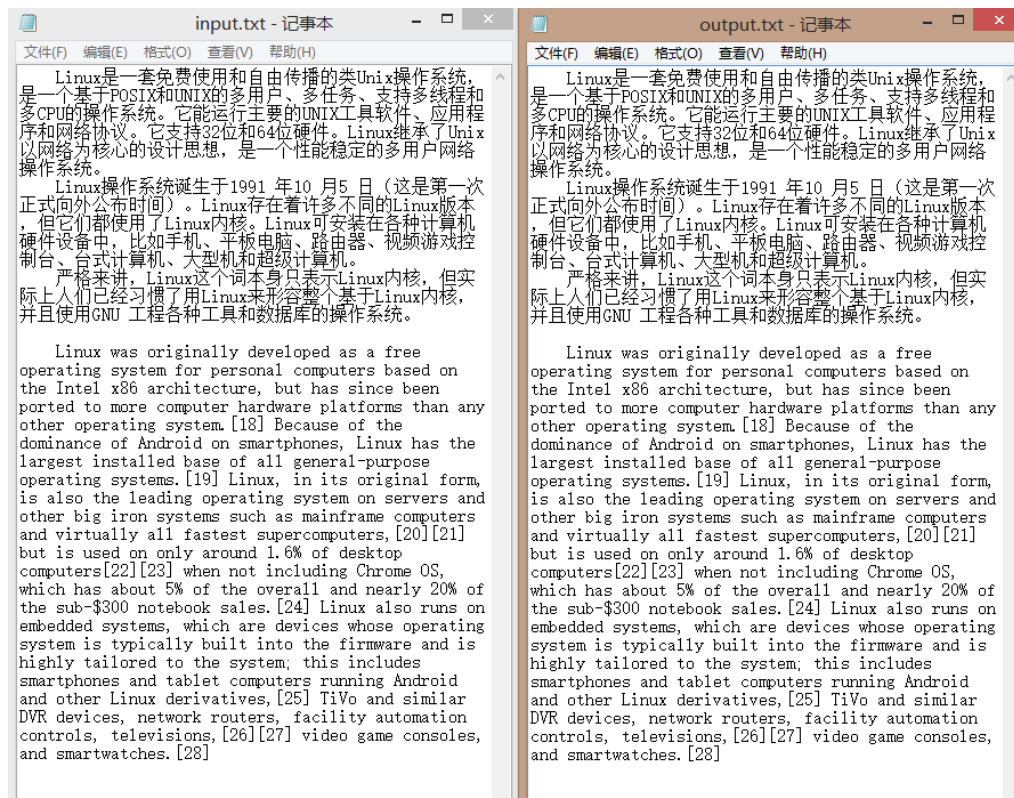 input.txt - 记事本
文件(F) 编辑(E) 格式(O) 查看(V) 帮助(H)
Linux是一套免费使用和自由传播的类Unix操作系统，
是一个基于POSIX和UNIX的多用户、多任务、支持多线程和
多CPU的操作系统。它能运行主要的UNIX工具软件、应用程
序和网络协议。它支持32位和64位硬件。Linux继承了Unix
以网络为核心的设计思想，是一个性能稳定的多用户网络
操作系统。
Linux操作系统诞生于1991 年10 月5 日（这是第一次
正式向外公布时间）。Linux存在着许多不同的Linux版本
，但它们都使用了Linux内核。Linux可安装在各种计算机
硬件设备中，比如手机、平板电脑、路由器、视频游戏控
制台、台式计算机、大型机和超级计算机。
严格来讲，Linux这个词本身只表示Linux内核，但实
际上人们已经习惯了用Linux来形容整个基于Linux内核，
并且使用GNU 工程各种工具和数据库的操作系统。
Linux was originally developed as a free
operating system for personal computers based on
the Intel x86 architecture, but has since been
ported to more computer hardware platforms than any
other operating system.[18] Because of the
dominance of Android on smartphones, Linux has the
largest installed base of all general-purpose
operating systems.[19] Linux, in its original form,
is also the leading operating system on servers and
other big iron systems such as mainframe computers
and virtually all fastest supercomputers,[20][21]
but is used on only around 1.6% of desktop
computers[22][23] when not including Chrome OS,
which has about 5% of the overall and nearly 20% of
the sub-$300 notebook sales.[24] Linux also runs on
embedded systems, which are devices whose operating
system is typically built into the firmware and is
highly tailored to the system; this includes
smartphones and tablet computers running Android
and other Linux derivatives,[25] TiVo and similar
DVR devices, network routers, facility automation
controls, televisions,[26][27] video game consoles,
and smartwatches.[28]
output.txt - 记事本
文件(F) 编辑(E) 格式(O) 查看(V) 帮助(H)
Linux是一套免费使用和自由传播的类Unix操作系统，
是一个基于POSIX和UNIX的多用户、多任务、支持多线程和
多CPU的操作系统。它能运行主要的UNIX工具软件、应用程
序和网络协议。它支持32位和64位硬件。Linux继承了Unix
以网络为核心的设计思想，是一个性能稳定的多用户网络
操作系统。
Linux操作系统诞生于1991 年10 月5 日（这是第一次
正式向外公布时间）。Linux存在着许多不同的Linux版本
，但它们都使用了Linux内核。Linux可安装在各种计算机
硬件设备中，比如手机、平板电脑、路由器、视频游戏控
制台、台式计算机、大型机和超级计算机。
严格来讲，Linux这个词本身只表示Linux内核，但实
际上人们已经习惯了用Linux来形容整个基于Linux内核，
并且使用GNU 工程各种工具和数据库的操作系统。
Linux was originally developed as a free
operating system for personal computers based on
the Intel x86 architecture, but has since been
ported to more computer hardware platforms than any
other operating system.[18] Because of the
dominance of Android on smartphones, Linux has the
largest installed base of all general-purpose
operating systems.[19] Linux, in its original form,
is also the leading operating system on servers and
other big iron systems such as mainframe computers
and virtually all fastest supercomputers,[20][21]
but is used on only around 1.6% of desktop
computers[22][23] when not including Chrome OS,
which has about 5% of the overall and nearly 20% of
the sub-$300 notebook sales.[24] Linux also runs on
embedded systems, which are devices whose operating
system is typically built into the firmware and is
highly tailored to the system; this includes
smartphones and tablet computers running Android
and other Linux derivatives,[25] TiVo and similar
DVR devices, network routers, facility automation
controls, televisions,[26][27] video game consoles,
and smartwatches.[28]